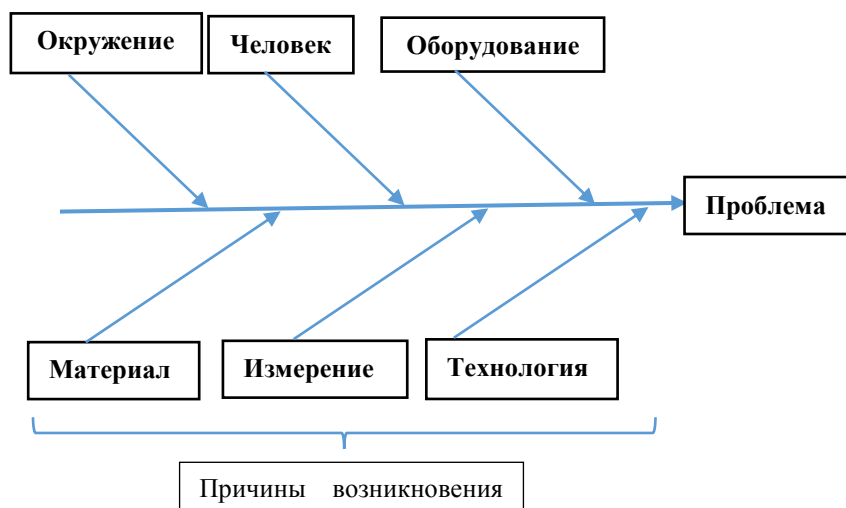 Окружение
Человек
Оборудование
Проблема
Материал
Измерение
Технология
Причины возникновения